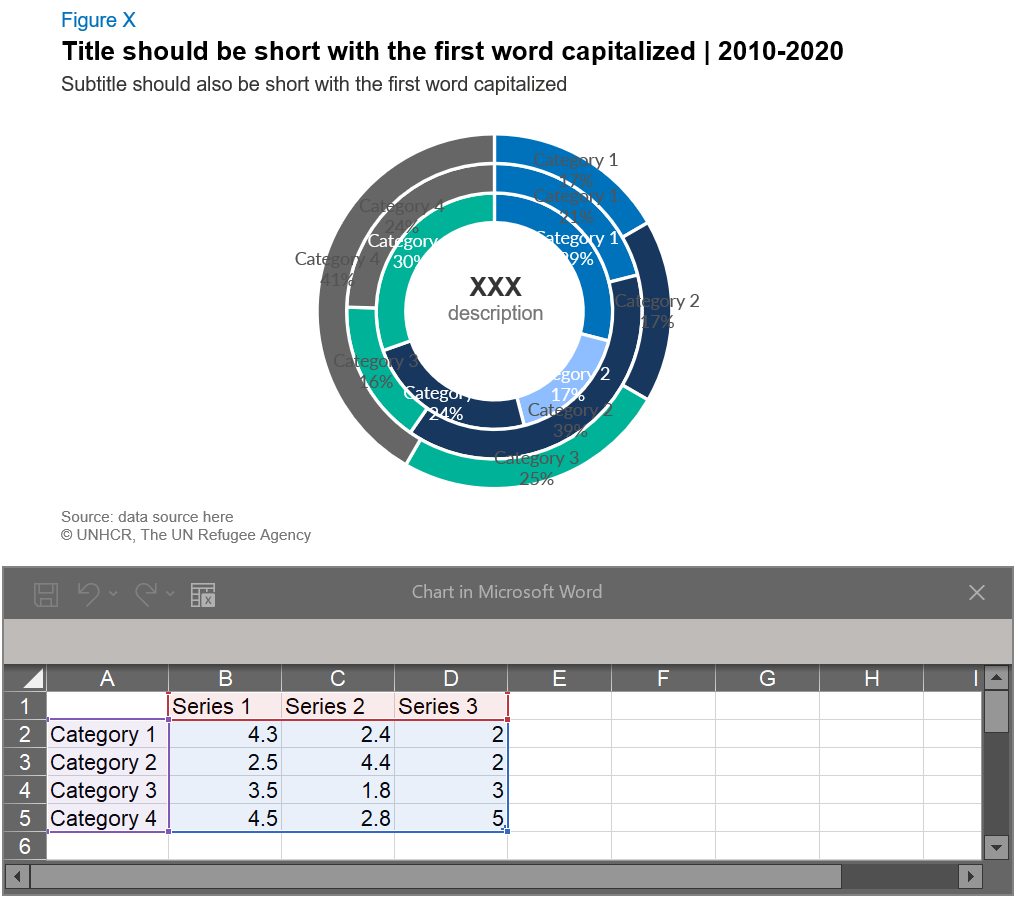 Figure X
Title should be short with the first word capitalized | 2010-2020
Subtitle should also be short with the first word capitalized
Category 1
17%
Category 1
21%
Category 1
29%
Category 2
17%
Category 4
24%
Category
30%
Category 4
41%
XXX
description
Category 3
16%
Category
24%
egory 2
17%
Category 2
39%
Category 3
25%
Source: data source here
© UNHCR, The UN Refugee Agency
Chart in Microsoft Word
A B C D E F G H I
1 Series 1 Series 2 Series 3
2 Category 1 4.3 2.4 2
3 Category 2 2.5 4.4 2
4 Category 3 3.5 1.8 3
5 Category 4 4.5 2.8 5
6